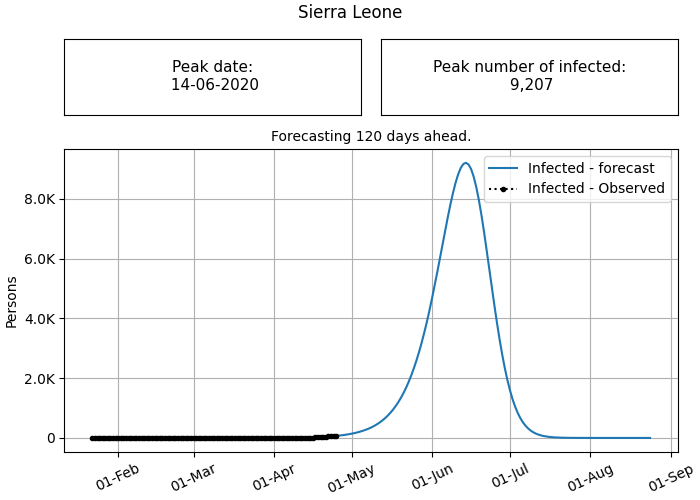 Sierra Leone
Peak date:
14-06-2020
Peak number of infected:
9,207
Forecasting 120 days ahead.
Infected - forecast
Infected - Observed
Persons
8.0K
6.0K
4.0K
2.0K
0
01-Feb
01-Mar
01-Apr
01-May
01-Jun
01-Jul
01-Aug
01-Sep